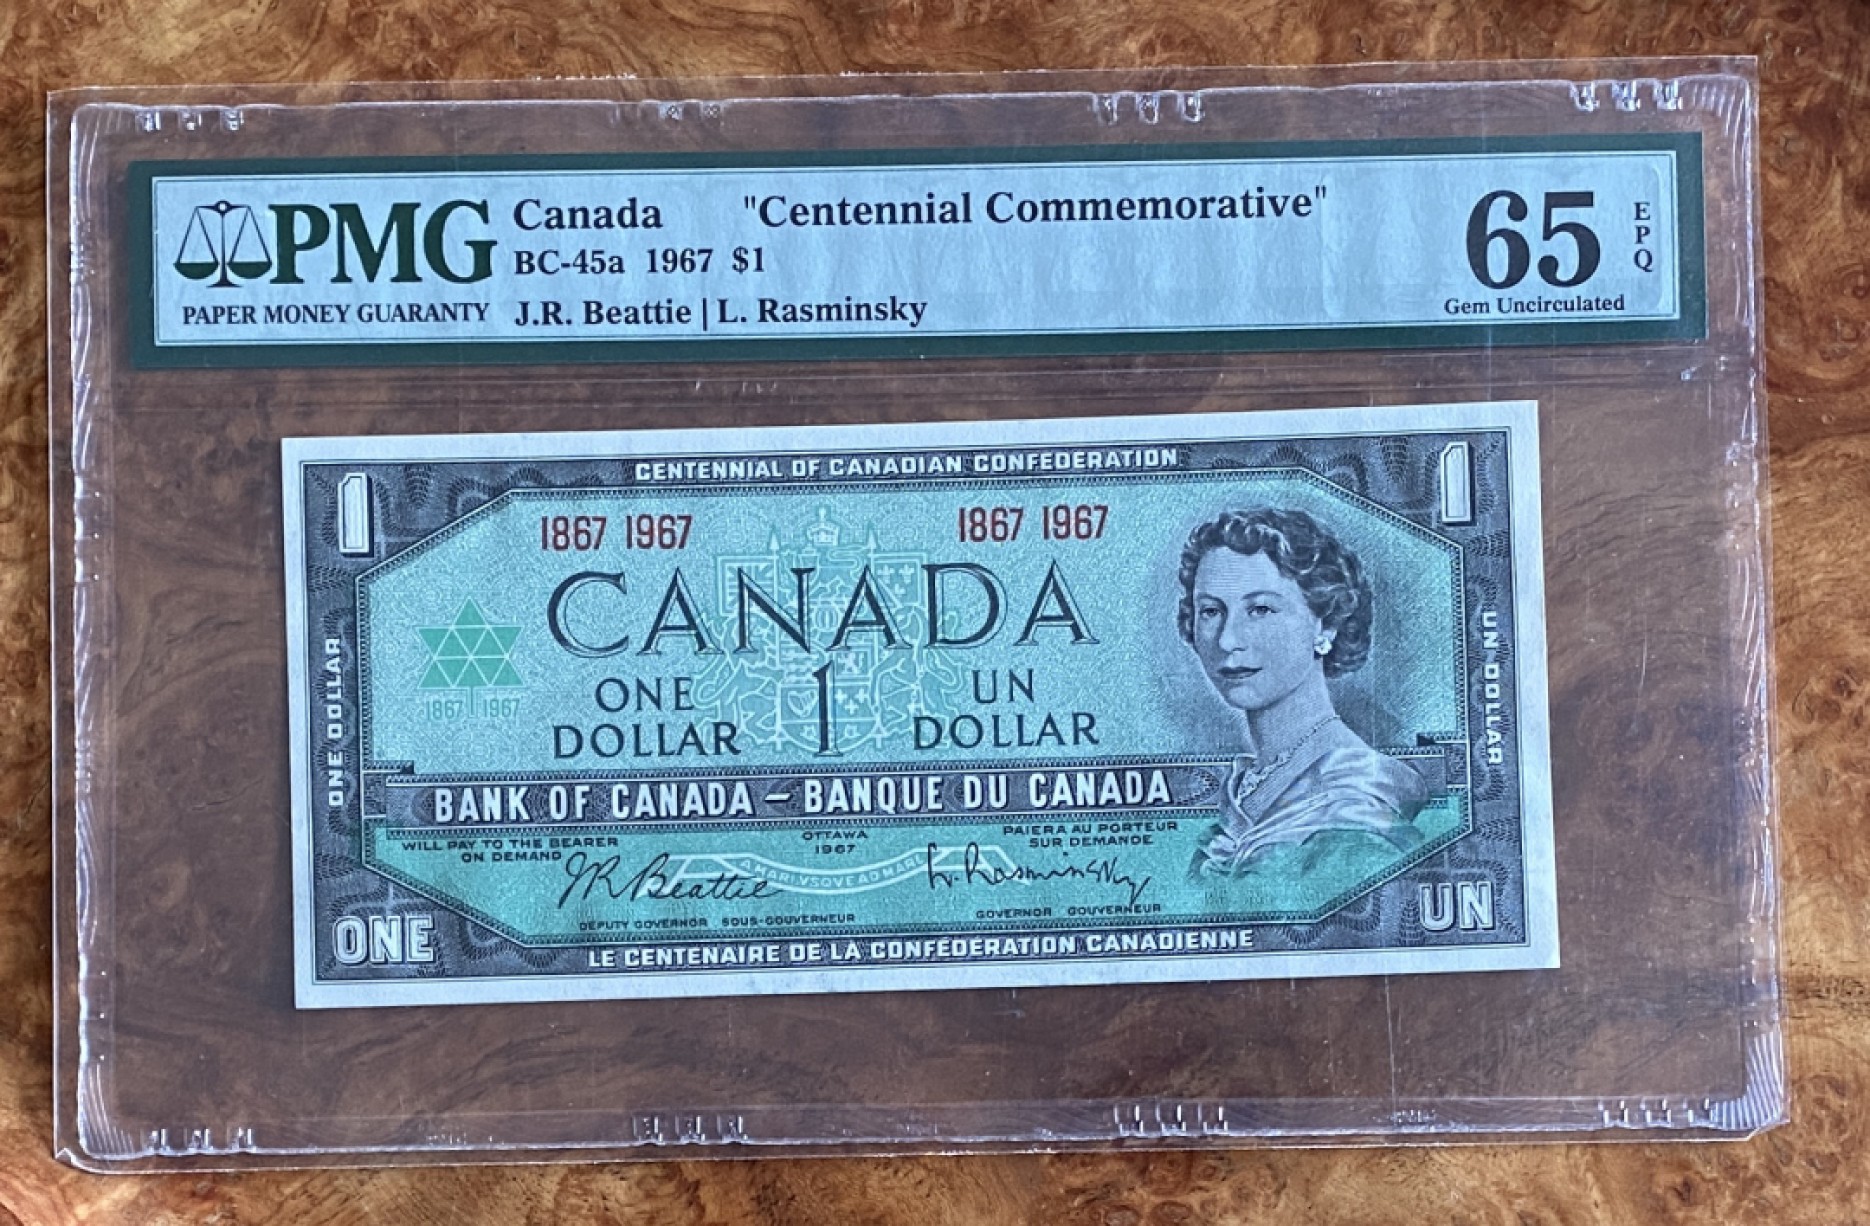 PMG
PAPER MONEY GUARANTY
Canada "Centennial Commemorative"
BC-45a 1967 $1
J.R. Beattie | L. Rasminsky
65
EPQ
Gem Uncirculated
1 CENTENNIAL OF CANADIAN CONFEDERATION 1
1867 1967 1867 1967
CANADA
1867 1967
ONE DOLLAR 1 UN DOLLAR
ONE DOLLAR
UN DOLLAR
BANK OF CANADA – BANQUE DU CANADA
WILL PAY TO THE BEARER
ON DEMAND
OTTAWA
1967
PAIERA AU PORTEUR
SUR DEMANDE
JR Beattie
L. Rasminsky
DEPUTY GOVERNOR SOUS-GOUVERNEUR
GOVERNOR GOUVERNEUR
ONE
UN
LE CENTENAIRE DE LA CONFÉDÉRATION CANADIENNE